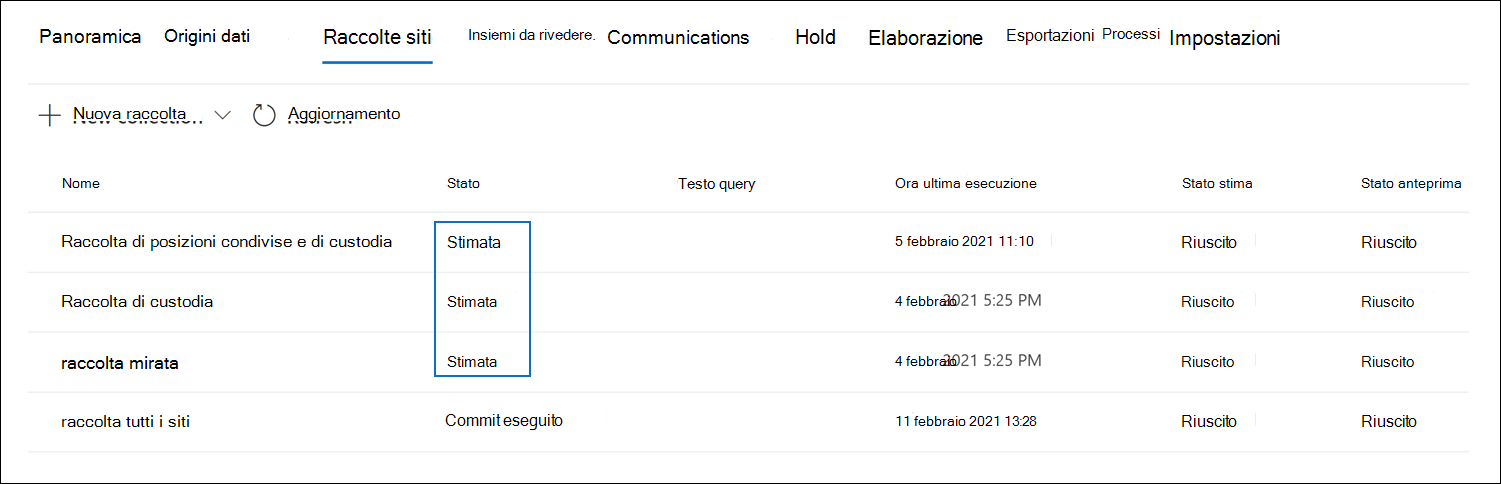 Panoramica Origini dati Raccolte siti Insiemi da rivedere. Communications Hold Elaborazione Esportazioni Processi Impostazioni
Nuova raccolta Aggiornamento
Nome Stato Testo query Ora ultima esecuzione Stato stima Stato anteprima
Raccolta di posizioni condivise e di custodia Stimata 5 febbraio 2021 11:10 Riuscito Riuscito
Raccolta di custodia Stimata 4 febbraio 2021 5:25 PM Riuscito Riuscito
raccolta mirata Stimata 4 febbraio 2021 5:25 PM Riuscito Riuscito
raccolta tutti i siti Commit eseguito 11 febbraio 2021 13:28 Riuscito Riuscito